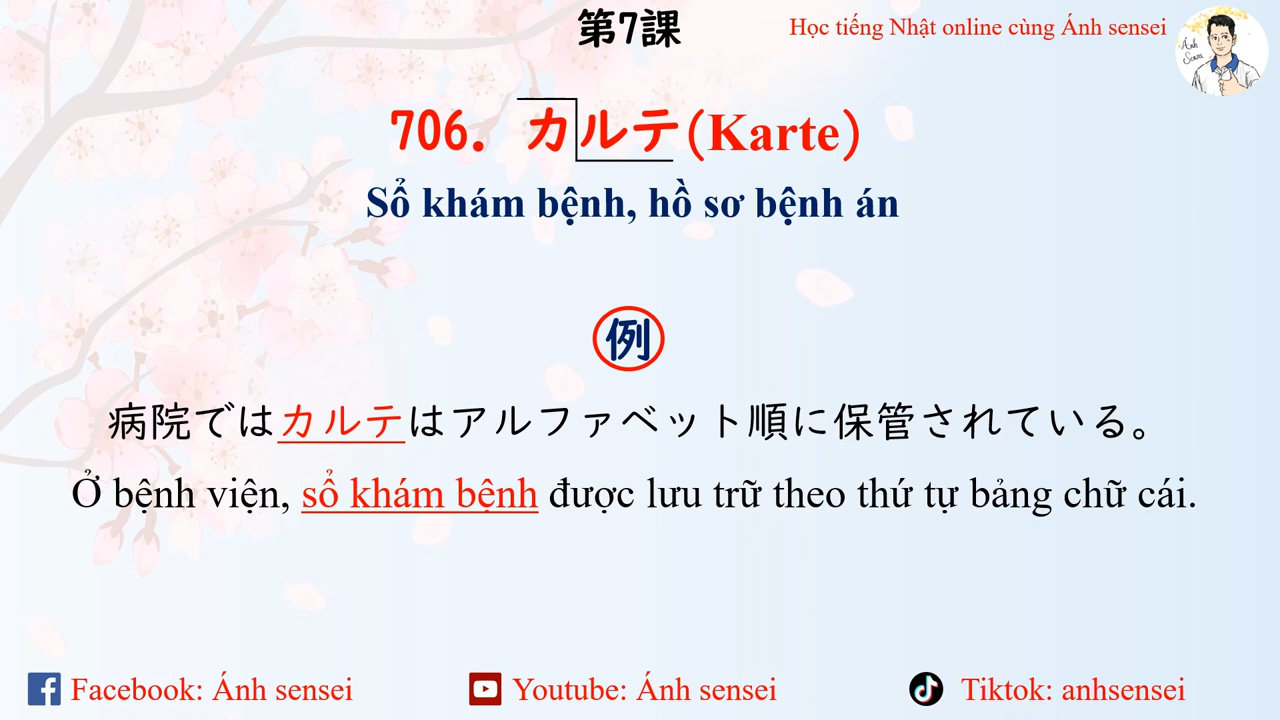 第7課
Học tiếng Nhật online cùng Ánh sensei
Ánh
Sensei
706. カルテ(Karte)
Sổ khám bệnh, hồ sơ bệnh án
例
病院ではカルテはアルファベット順に保管されている。
Ở bệnh viện, sổ khám bệnh được lưu trữ theo thứ tự bảng chữ cái.
Facebook: Ánh sensei
Youtube: Ánh sensei
Tiktok: anhsensei